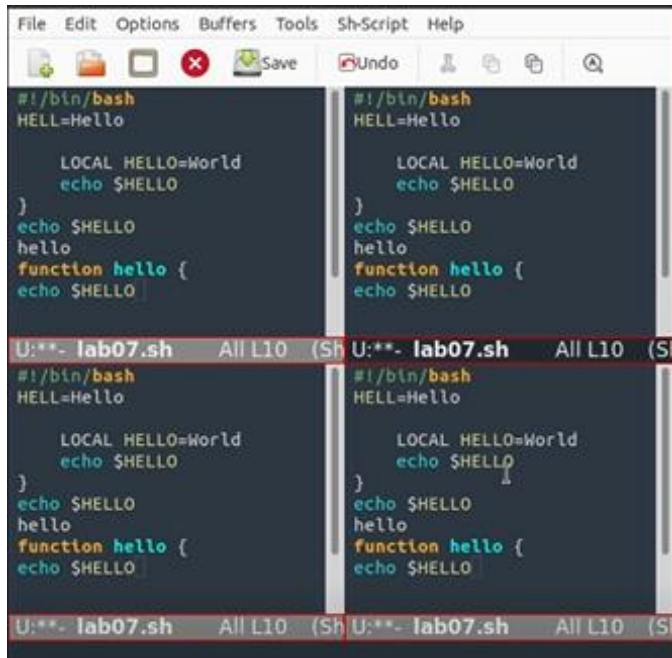 File Edit Options Buffers Tools Sh-Script Help
Save Undo
#!/bin/bash
HELL=Hello
LOCAL HELLO=World
echo $HELLO
}
echo $HELLO
hello
function hello {
echo $HELLO
U:**- lab07.sh All L10 (Sh
#!/bin/bash
HELL=Hello
LOCAL HELLO=World
echo $HELLO
}
echo $HELLO
hello
function hello {
echo $HELLO
U:**- lab07.sh All L10 (S
#!/bin/bash
HELL=Hello
LOCAL HELLO=World
echo $HELLO
}
echo $HELLO
hello
function hello {
echo $HELLO
U:**- lab07.sh All L10 (Sh
#!/bin/bash
HELL=Hello
LOCAL HELLO=World
echo $HELLO
}
echo $HELLO
hello
function hello {
echo $HELLO
U:**- lab07.sh All L10 (S